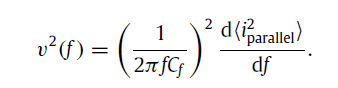 v²(f) = (1 / 2πfC_f)² d⟨i²_parallel⟩ / df.